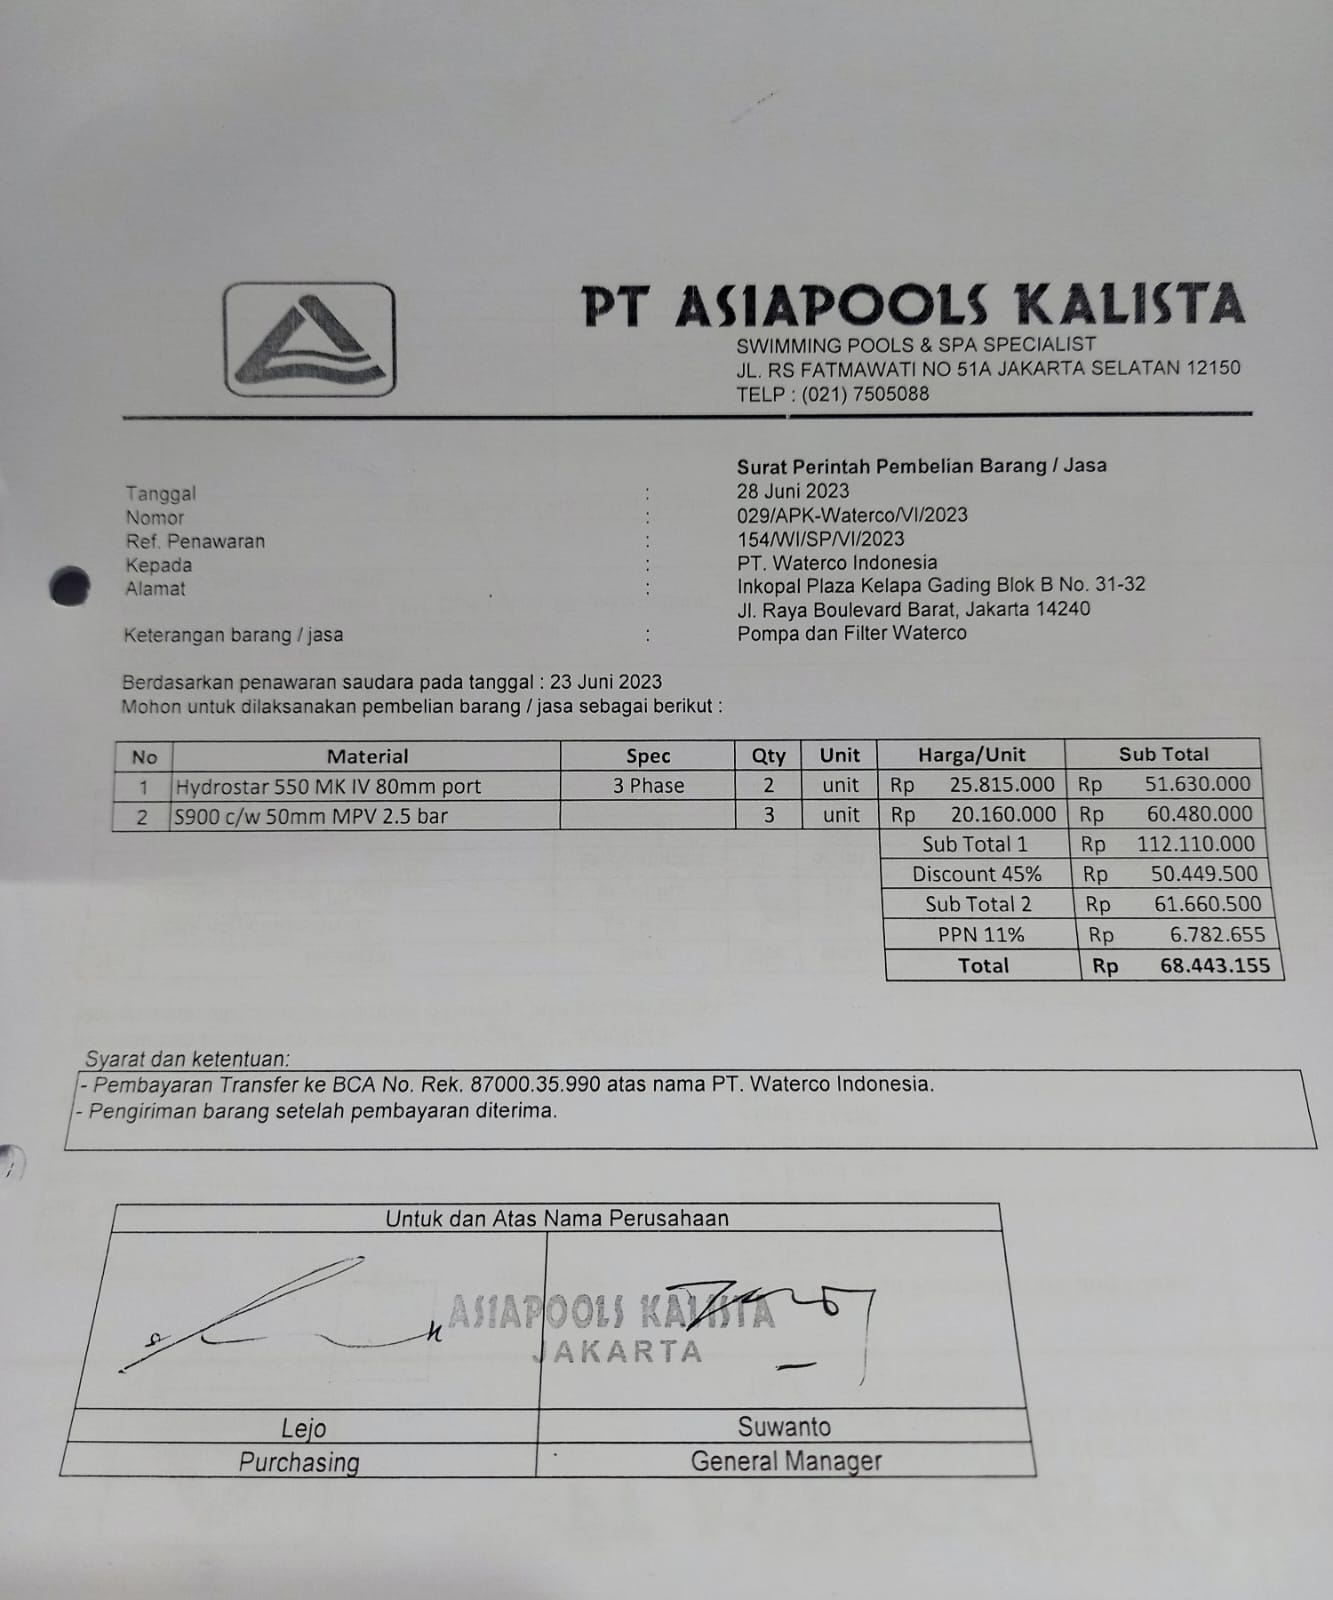 PT ASIAPOOLS KALISTA
SWIMMING POOLS & SPA SPECIALIST
JL. RS FATMAWATI NO 51A JAKARTA SELATAN 12150
TELP : (021) 7505088
Surat Perintah Pembelian Barang / Jasa
Tanggal : 28 Juni 2023
Nomor : 029/APK-Waterco/VI/2023
Ref. Penawaran : 154/WI/SP/VI/2023
Kepada : PT. Waterco Indonesia
Alamat : Inkopal Plaza Kelapa Gading Blok B No. 31-32
Jl. Raya Boulevard Barat, Jakarta 14240
Keterangan barang / jasa : Pompa dan Filter Waterco
Berdasarkan penawaran saudara pada tanggal : 23 Juni 2023
Mohon untuk dilaksanakan pembelian barang / jasa sebagai berikut :
No Material Spec Qty Unit Harga/Unit Sub Total
1 Hydrostar 550 MK IV 80mm port 3 Phase 2 unit Rp 25.815.000 Rp 51.630.000
2 S900 c/w 50mm MPV 2.5 bar 3 unit Rp 20.160.000 Rp 60.480.000
Sub Total 1 Rp 112.110.000
Discount 45% Rp 50.449.500
Sub Total 2 Rp 61.660.500
PPN 11% Rp 6.782.655
Total Rp 68.443.155
Syarat dan ketentuan:
- Pembayaran Transfer ke BCA No. Rek. 87000.35.990 atas nama PT. Waterco Indonesia.
- Pengiriman barang setelah pembayaran diterima.
Untuk dan Atas Nama Perusahaan
ASIAPOOLS KALISTA
JAKARTA
Lejo Suwanto
Purchasing General Manager